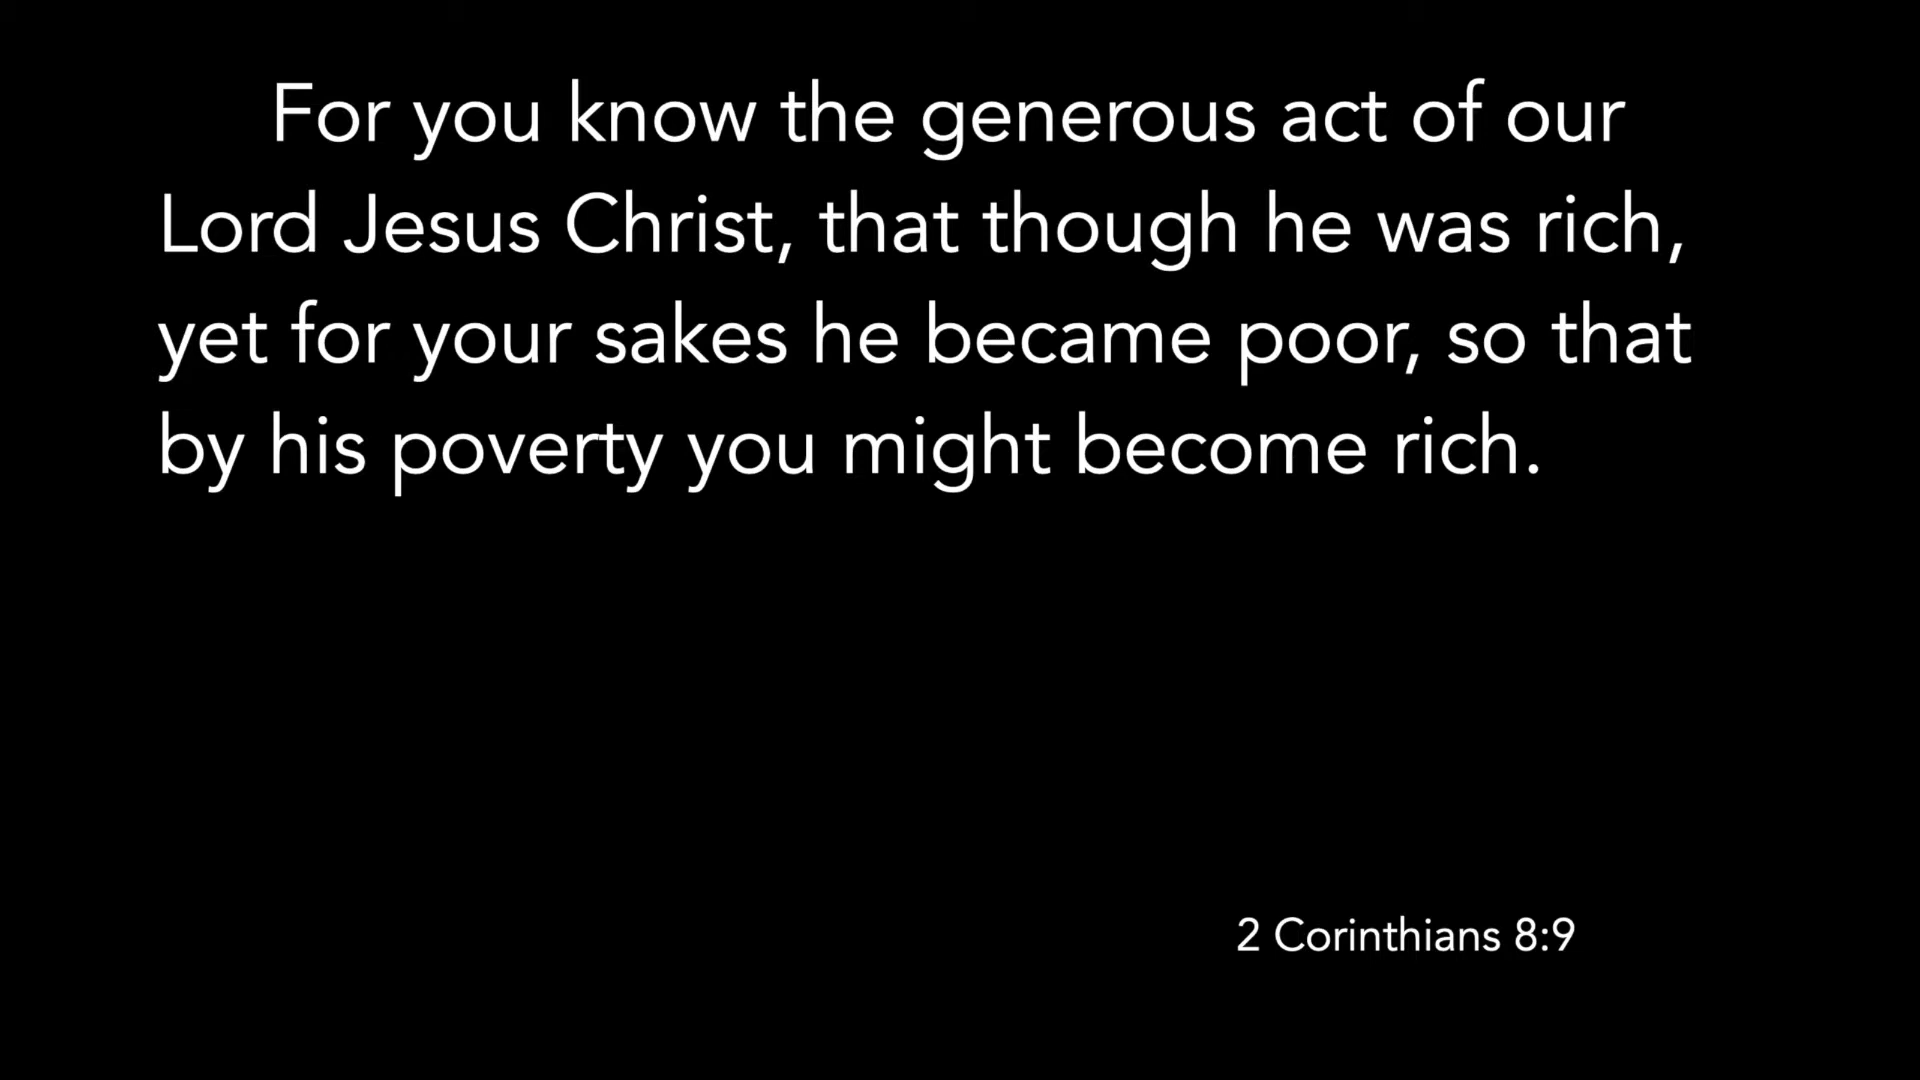 For you know the generous act of our
Lord Jesus Christ, that though he was rich,
yet for your sakes he became poor, so that
by his poverty you might become rich.
2 Corinthians 8:9